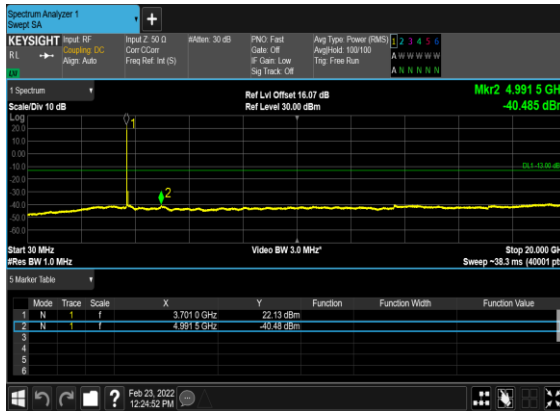 Spectrum Analyzer 1
Swept SA
+
KEYSIGHT Input: RF Input Z: 50 Ω #Atten: 30 dB PNO: Fast Avg Type: Power (RMS) 1 2 3 4 5 6
RL Coupling: DC Corr CCorr Gate: Off Avg|Hold: 100/100 A W W W W W
Align: Auto Freq Ref: Int (S) IF Gain: Low Trig: Free Run
Sig Track: Off A N N N N N
1 Spectrum
Scale/Div 10 dB Ref Lvl Offset 16.07 dB Mkr2 4.991 5 GHz
Ref Level 30.00 dBm -40.485 dBm
Log
20.0
10.0
0.00
-10.0
-20.0
-30.0
-40.0
-50.0
-60.0
1
2
DL1 -13.00 dB
Start 30 MHz Video BW 3.0 MHz* Stop 20.000 GH
#Res BW 1.0 MHz Sweep ~38.3 ms (40001 pt
5 Marker Table
Mode Trace Scale X Y Function Function Width Function Value
1 N 1 f 3.701 0 GHz 22.13 dBm
2 N 1 f 4.991 5 GHz -40.48 dBm
3
4
5
6
? Feb 23, 2022
12:24:52 PM